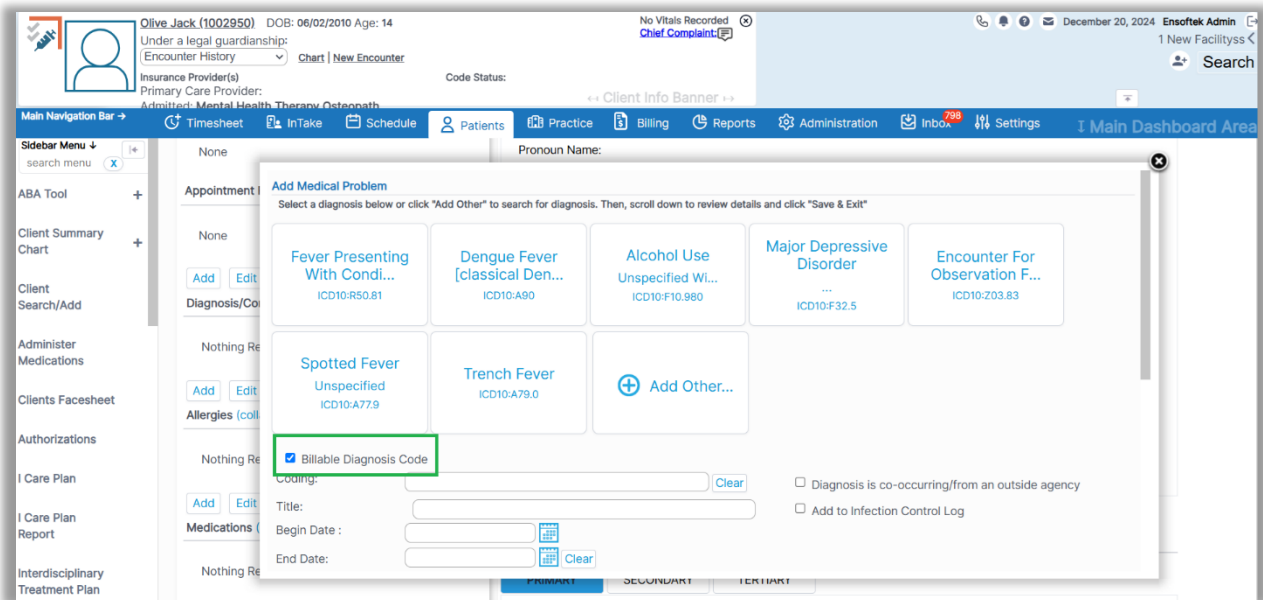 Olive Jack (1002950) DOB: 06/02/2010 Age: 14
Under a legal guardianship:
Encounter History Chart | New Encounter
Insurance Provider(s)
Primary Care Provider:
Admitted: Mental Health Therapy Osteopath
Code Status:
No Vitals Recorded
Chief Complaint:
↔ Client Info Banner ↔
December 20, 2024 Ensoftek Admin
1 New Facilityss <
Search
Main Navigation Bar →
Timesheet InTake Schedule Patients Practice Billing Reports Administration Inbox 798 Settings
Main Dashboard Area
Sidebar Menu ↓
search menu X
ABA Tool +
Client Summary
Chart +
Client
Search/Add
Administer
Medications
Clients Facesheet
Authorizations
I Care Plan
I Care Plan
Report
Interdisciplinary
Treatment Plan
None
Pronoun Name:
Appointment
None
Add Edit
Diagnosis/Co
Nothing Re
Add Edit
Allergies (coll
Nothing Re
Add Edit
Medications (
Nothing Re
Add Medical Problem
Select a diagnosis below or click "Add Other" to search for diagnosis. Then, scroll down to review details and click "Save & Exit"
Fever Presenting
With Condi...
ICD10:R50.81
Dengue Fever
[classical Den...
ICD10:A90
Alcohol Use
Unspecified Wi...
ICD10:F10.980
Major Depressive
Disorder
...
ICD10:F32.5
Encounter For
Observation F...
ICD10:Z03.83
Spotted Fever
Unspecified
ICD10:A77.9
Trench Fever
ICD10:A79.0
Add Other...
Billable Diagnosis Code
Coding: Clear
Title:
Begin Date :
End Date: Clear
Diagnosis is co-occurring/from an outside agency
Add to Infection Control Log
PRIMARY SECONDARY TERTIARY